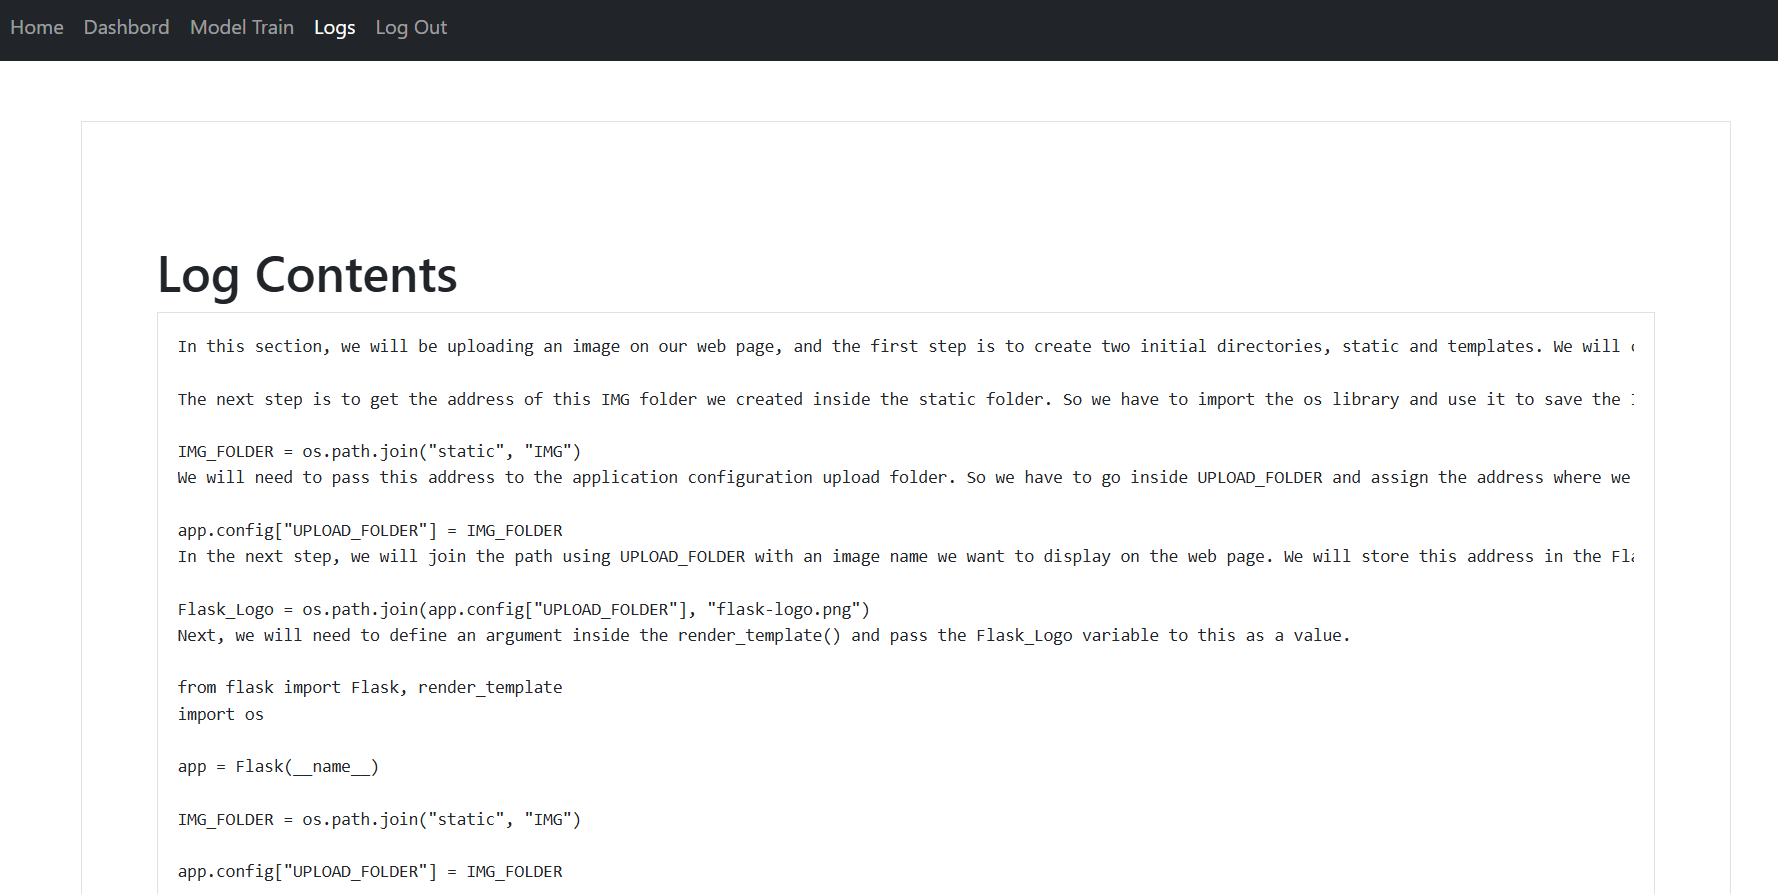 Home Dashbord Model Train Logs Log Out
Log Contents
In this section, we will be uploading an image on our web page, and the first step is to create two initial directories, static and templates. We will
The next step is to get the address of this IMG folder we created inside the static folder. So we have to import the os library and use it to save the
IMG_FOLDER = os.path.join("static", "IMG")
We will need to pass this address to the application configuration upload folder. So we have to go inside UPLOAD_FOLDER and assign the address where we
app.config["UPLOAD_FOLDER"] = IMG_FOLDER
In the next step, we will join the path using UPLOAD_FOLDER with an image name we want to display on the web page. We will store this address in the
Flask_Logo = os.path.join(app.config["UPLOAD_FOLDER"], "flask-logo.png")
Next, we will need to define an argument inside the render_template() and pass the Flask_Logo variable to this as a value.
from flask import Flask, render_template
import os
app = Flask(__name__)
IMG_FOLDER = os.path.join("static", "IMG")
app.config["UPLOAD_FOLDER"] = IMG_FOLDER